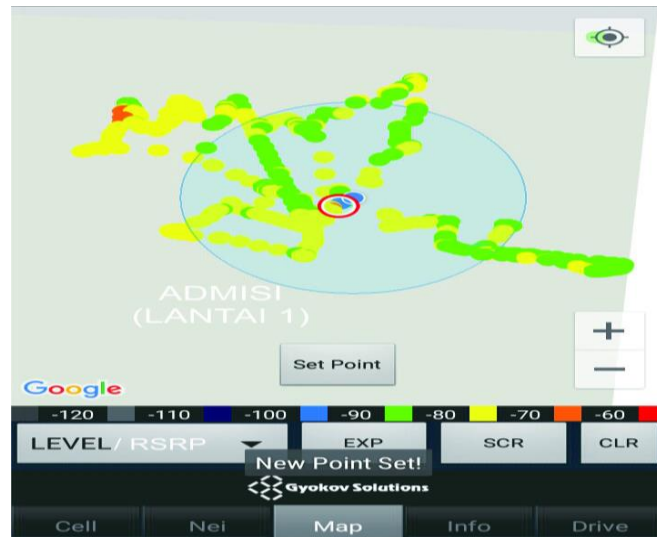 ADMISI
(LANTAI 1)
Set Point
Google
-120 -110 -100 -90 -80 -70 -60
LEVEL/ RSRP EXP SCR CLR
New Point Set!
Gyokov Solutions
Cell Nei Map Info Drive